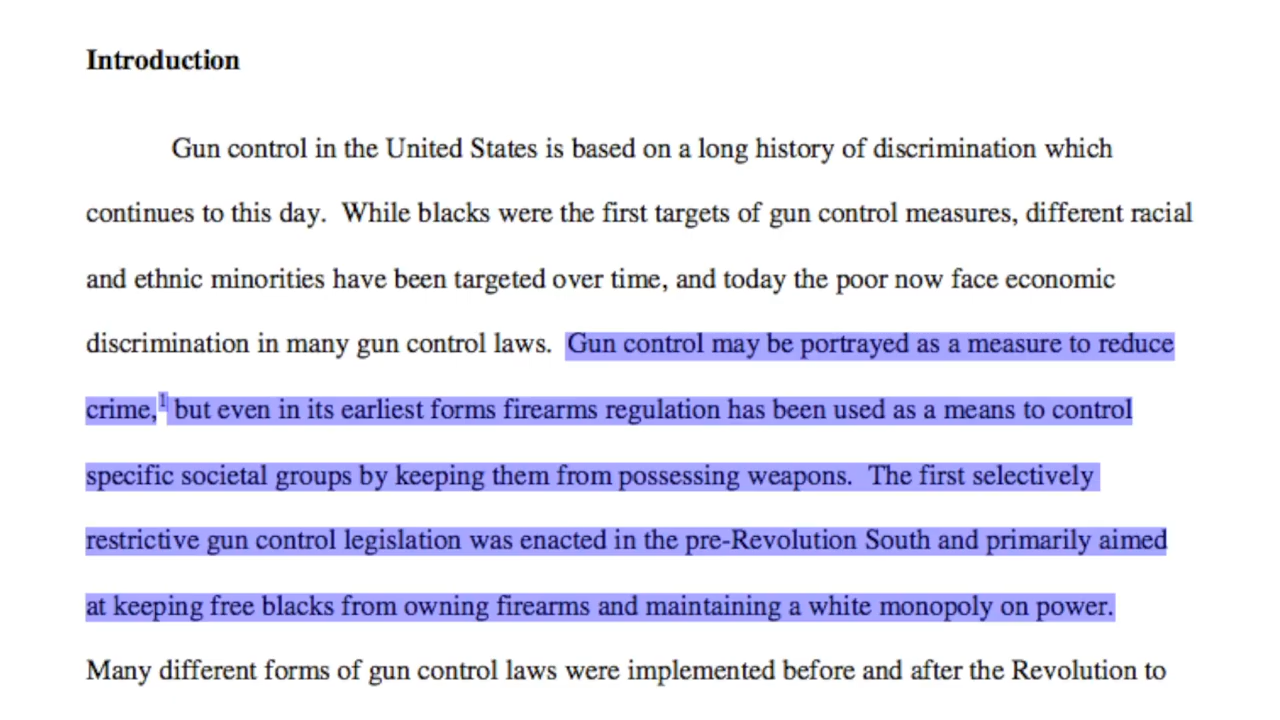 Introduction
Gun control in the United States is based on a long history of discrimination which
continues to this day.  While blacks were the first targets of gun control measures, different racial
and ethnic minorities have been targeted over time, and today the poor now face economic
discrimination in many gun control laws.  Gun control may be portrayed as a measure to reduce
crime,1 but even in its earliest forms firearms regulation has been used as a means to control
specific societal groups by keeping them from possessing weapons.  The first selectively
restrictive gun control legislation was enacted in the pre-Revolution South and primarily aimed
at keeping free blacks from owning firearms and maintaining a white monopoly on power.
Many different forms of gun control laws were implemented before and after the Revolution to